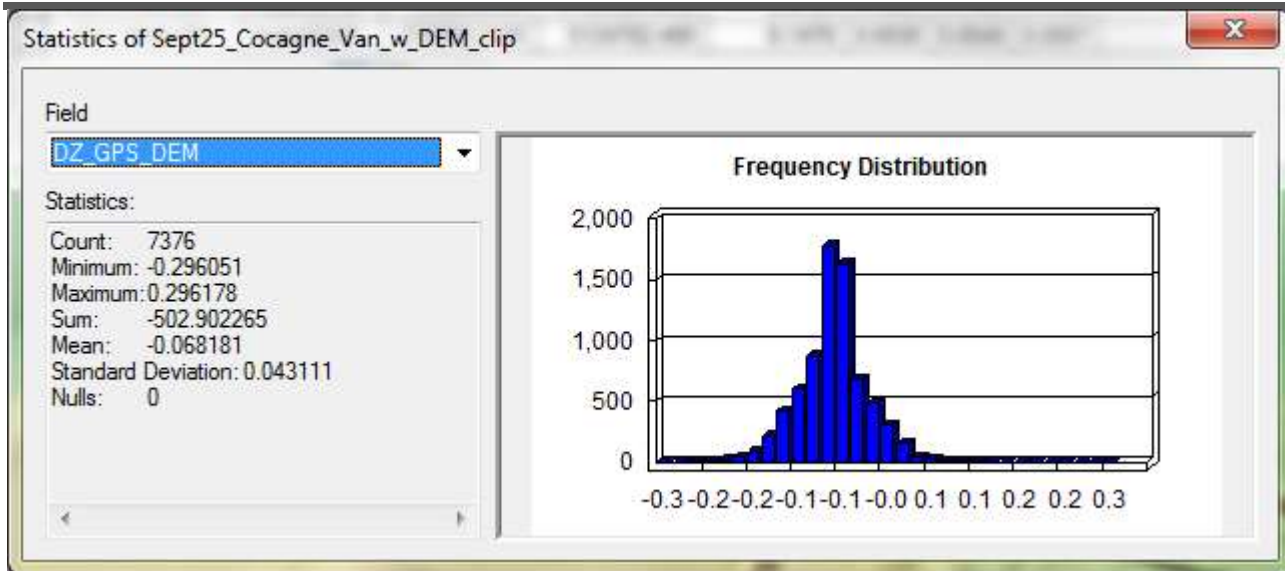 Statistics of Sept25_Cocagne_Van_w_DEM_clip
Field
DZ_GPS_DEM
Statistics:
Count: 7376
Minimum: -0.296051
Maximum: 0.296178
Sum: -502.902265
Mean: -0.068181
Standard Deviation: 0.043111
Nulls: 0
Frequency Distribution
2,000
1,500
1,000
500
0
-0.3 -0.2 -0.2 -0.1 -0.1 -0.0 0.1 0.1 0.2 0.2 0.3